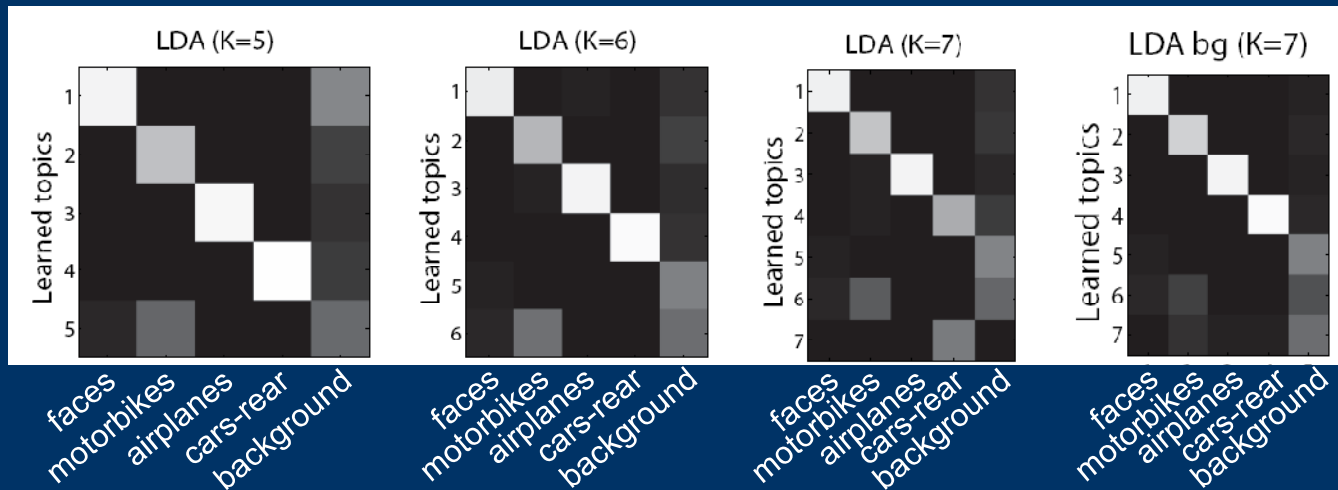 LDA (K=5)
Learned topics
1
2
3
4
5
faces
motorbikes
airplanes
cars-rear
background
LDA (K=6)
Learned topics
1
2
3
4
5
6
faces
motorbikes
airplanes
cars-rear
background
LDA (K=7)
Learned topics
1
2
3
4
5
6
7
faces
motorbikes
airplanes
cars-rear
background
LDA bg (K=7)
Learned topics
1
2
3
4
5
6
7
faces
motorbikes
airplanes
cars-rear
background